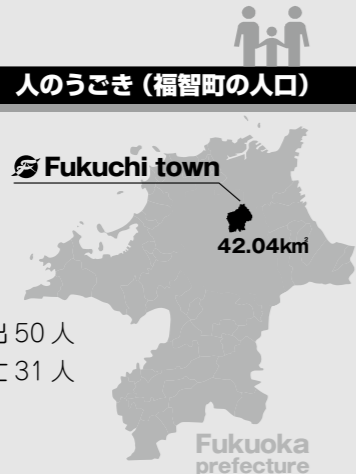 人のうごき（福智町の人口）
Fukuchi town
42.04㎢
出 50 人
亡 31 人
Fukuoka
prefecture